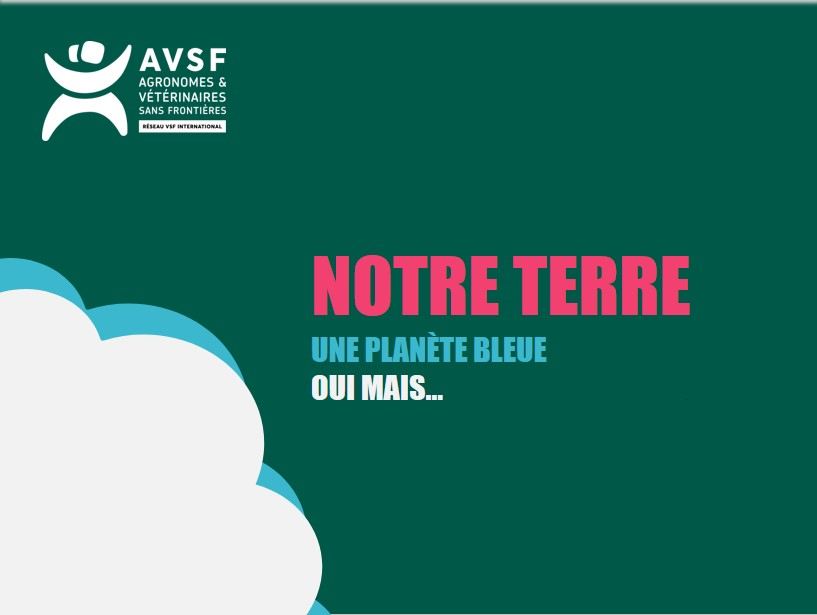 AVSF
AGRONOMES &
VÉTÉRINAIRES
SANS FRONTIÈRES
RÉSEAU VSF INTERNATIONAL
NOTRE TERRE
UNE PLANÈTE BLEUE
OUI MAIS...